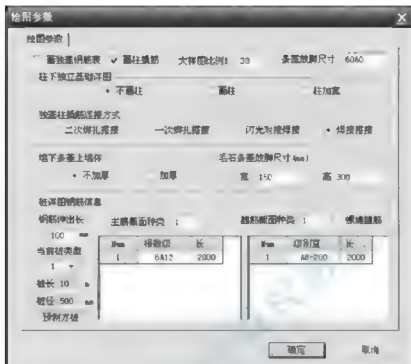 绘图参数
绘图参数
画独基钢筋表 画柱插筋 大样图比例1: 30 条基放脚尺寸 6060
柱下独立基础详图
不画柱 画柱 柱加宽
独基柱插筋连接方式
二次绑扎搭接 一次绑扎搭接 闪光对接焊接 焊接搭接
墙下条基上墙体 毛石条基放脚尺寸(mm)
不加厚 加厚 宽 150 高 300
桩详图钢筋信息
钢筋伸出长 主筋断面种类 1 箍筋断面种类 1 螺旋箍筋
100 mm
当前桩类型
1
Num 根数级 长
1 6A12 2000
Num 级别直 长
1 A8-200 2000
桩长 10 m
桩径 500 mm
预制方桩
确定 取消